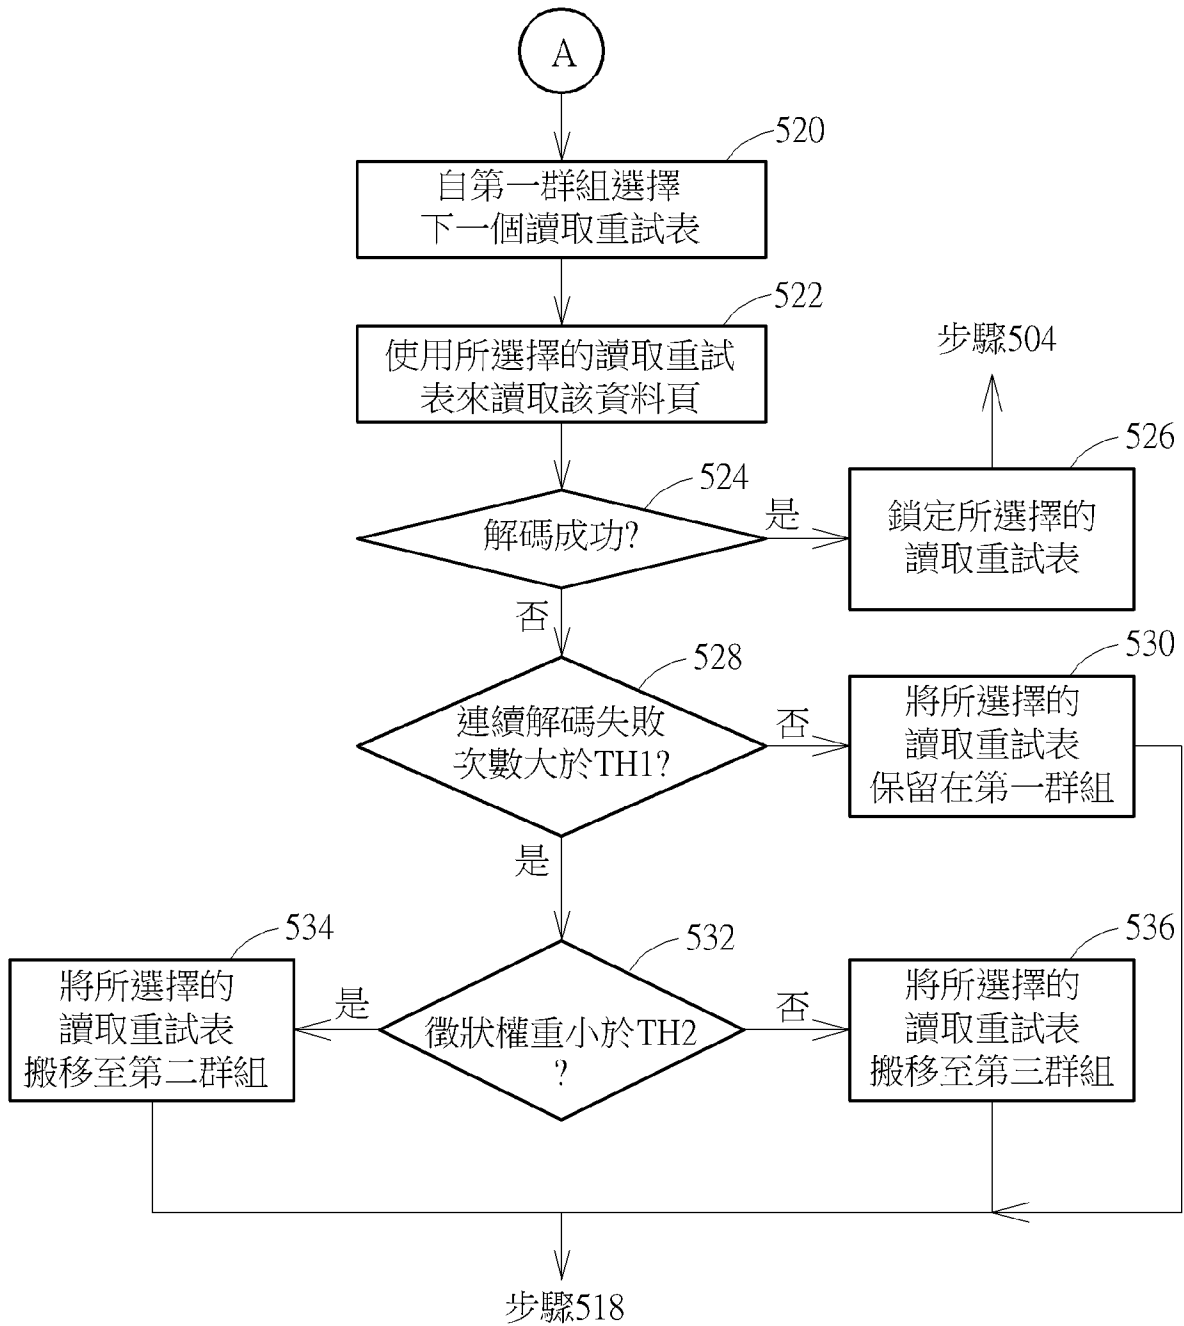 A
520
自第一群組選擇
下一個讀取重試表
522
使用所選擇的讀取重試
表來讀取該資料頁
步驟504
524
解碼成功?
是
526
鎖定所選擇的
讀取重試表
否
528
連續解碼失敗
次數大於TH1?
否
530
將所選擇的
讀取重試表
保留在第一群組
是
534
將所選擇的
讀取重試表
搬移至第二群組
是
532
徵狀權重小於TH2
?
否
536
將所選擇的
讀取重試表
搬移至第三群組
步驟518